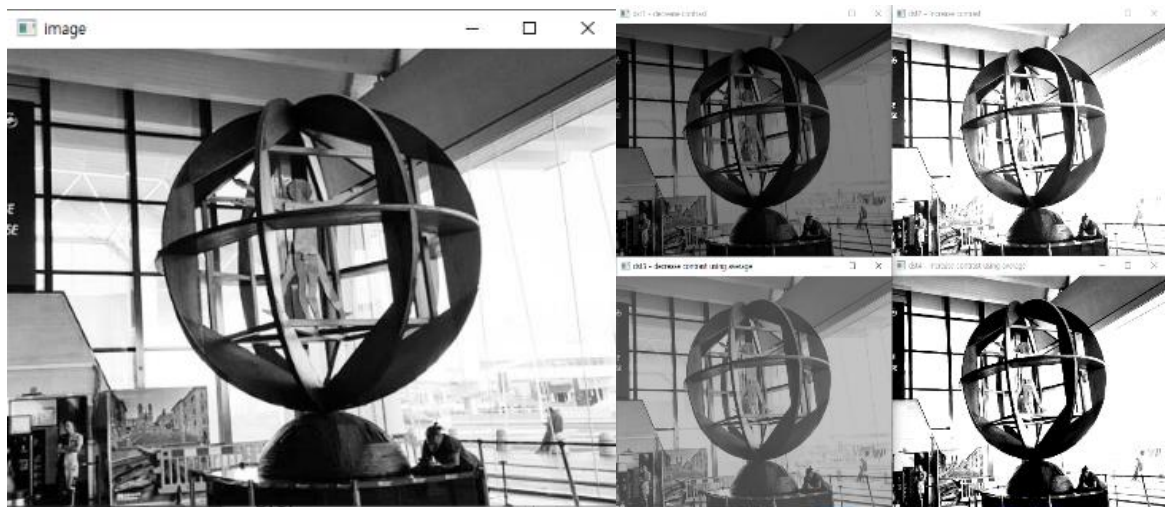 image
dst1 - decrease contrast
dst2 - increase contrast
dst3 - decrease contrast using average
dst4 - increase contrast using average